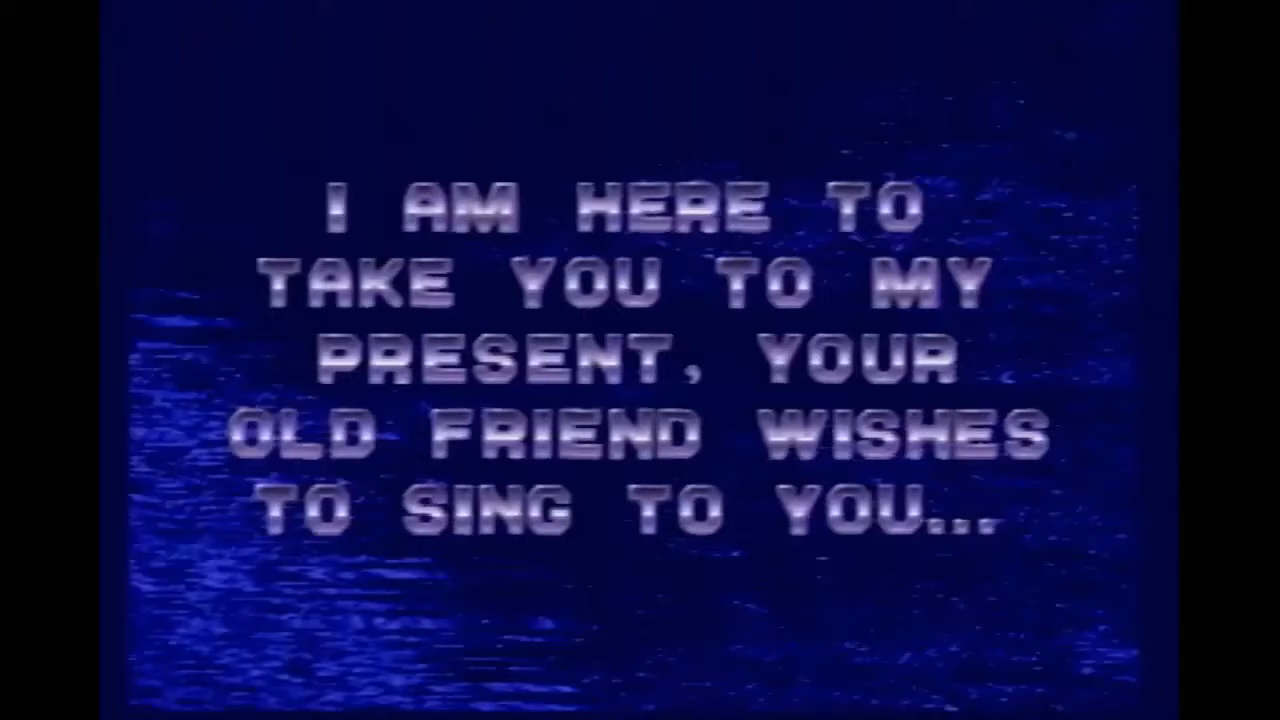 I AM HERE TO
TAKE YOU TO MY
PRESENT, YOUR
OLD FRIEND WISHES
TO SING TO YOU...